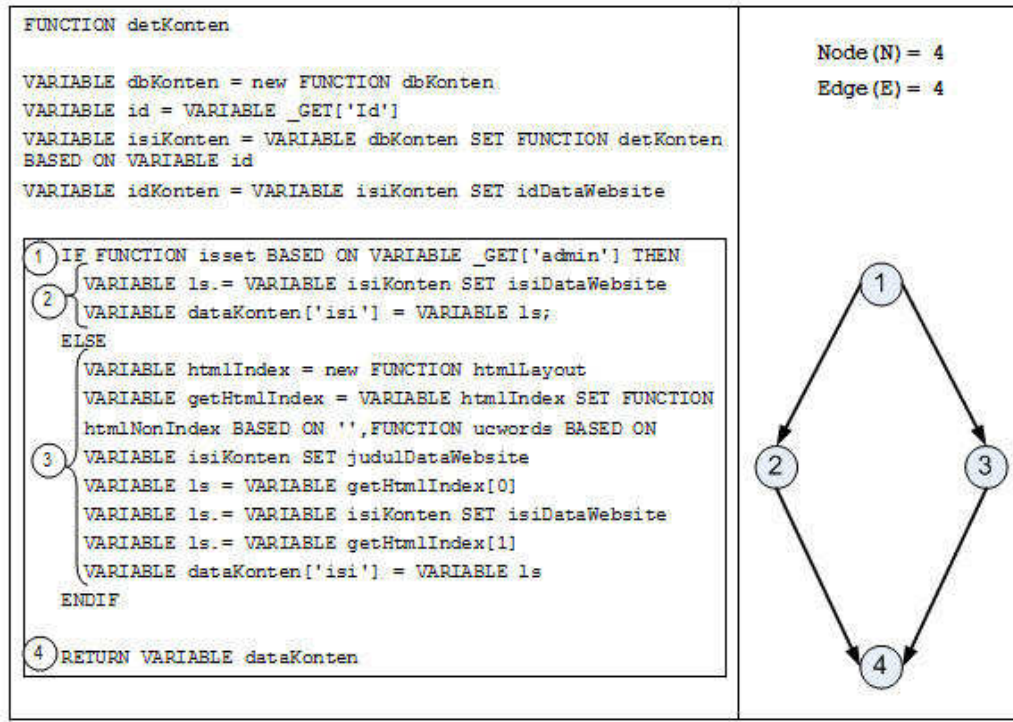 FUNCTION detKonten
VARIABLE dbKonten = new FUNCTION dbKonten
VARIABLE id = VARIABLE _GET['Id']
VARIABLE isiKonten = VARIABLE dbKonten SET FUNCTION detKonten
BASED ON VARIABLE id
VARIABLE idKonten = VARIABLE isiKonten SET idDataWebsite
1 IF FUNCTION isset BASED ON VARIABLE _GET['admin'] THEN
VARIABLE ls.= VARIABLE isiKonten SET isiDataWebsite
2
VARIABLE dataKonten['isi'] = VARIABLE ls;
ELSE
VARIABLE htmlIndex = new FUNCTION htmlLayout
VARIABLE getHtmlIndex = VARIABLE htmlIndex SET FUNCTION
htmlNonIndex BASED ON '',FUNCTION ucwords BASED ON
3 VARIABLE isiKonten SET judulDataWebsite
VARIABLE ls = VARIABLE getHtmlIndex[0]
VARIABLE ls.= VARIABLE isiKonten SET isiDataWebsite
VARIABLE ls.= VARIABLE getHtmlIndex[1]
VARIABLE dataKonten['isi'] = VARIABLE ls
ENDIF
4 RETURN VARIABLE dataKonten
Node(N)= 4
Edge(E)= 4
1
2 3
4